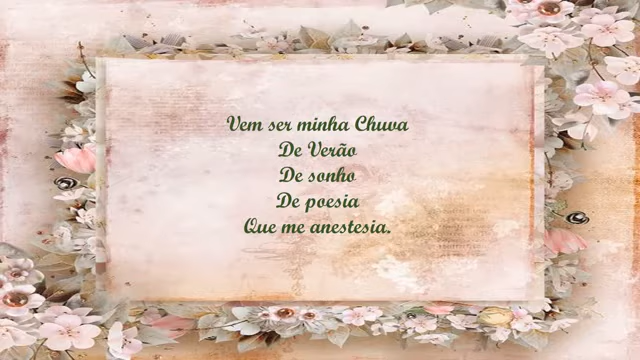 Vem ser minha Chuva
De Verão
De sonho
De poesia
Que me anestesia.